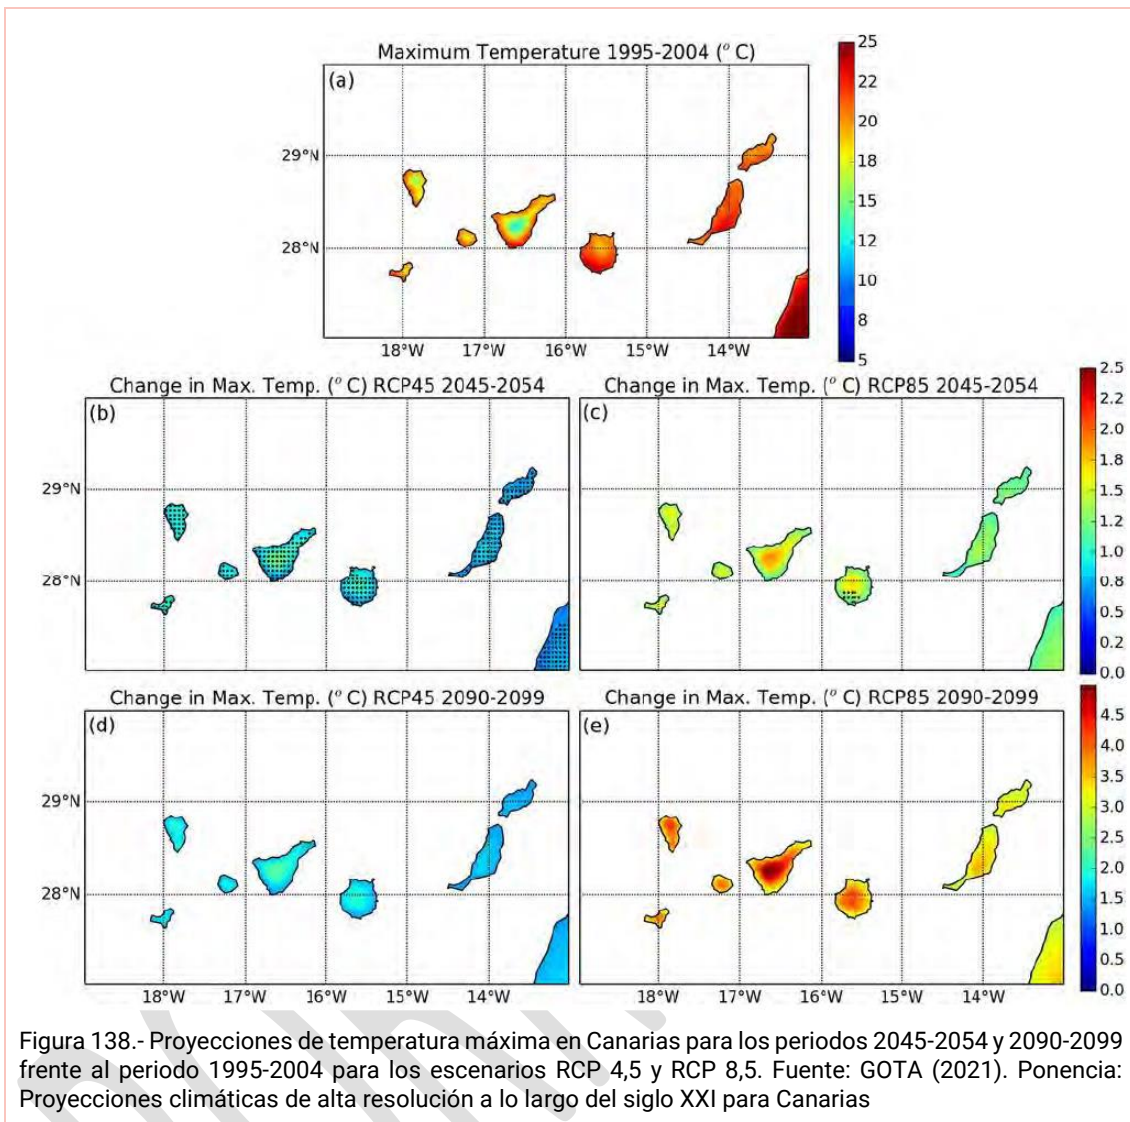 Maximum Temperature 1995-2004 (° C)
(a)
29°N
28°N
18°W 17°W 16°W 15°W 14°W
25
22
20
18
15
12
10
8
5
Change in Max. Temp. (° C) RCP45 2045-2054
(b)
29°N
28°N
Change in Max. Temp. (° C) RCP85 2045-2054
(c)
2.5
2.2
2.0
1.8
1.5
1.2
1.0
0.8
0.5
0.2
0.0
Change in Max. Temp. (° C) RCP45 2090-2099
(d)
29°N
28°N
18°W 17°W 16°W 15°W 14°W
Change in Max. Temp. (° C) RCP85 2090-2099
(e)
18°W 17°W 16°W 15°W 14°W
4.5
4.0
3.5
3.0
2.5
2.0
1.5
1.0
0.5
0.0
Figura 138.- Proyecciones de temperatura máxima en Canarias para los periodos 2045-2054 y 2090-2099
frente al periodo 1995-2004 para los escenarios RCP 4,5 y RCP 8,5. Fuente: GOTA (2021). Ponencia:
Proyecciones climáticas de alta resolución a lo largo del siglo XXI para Canarias